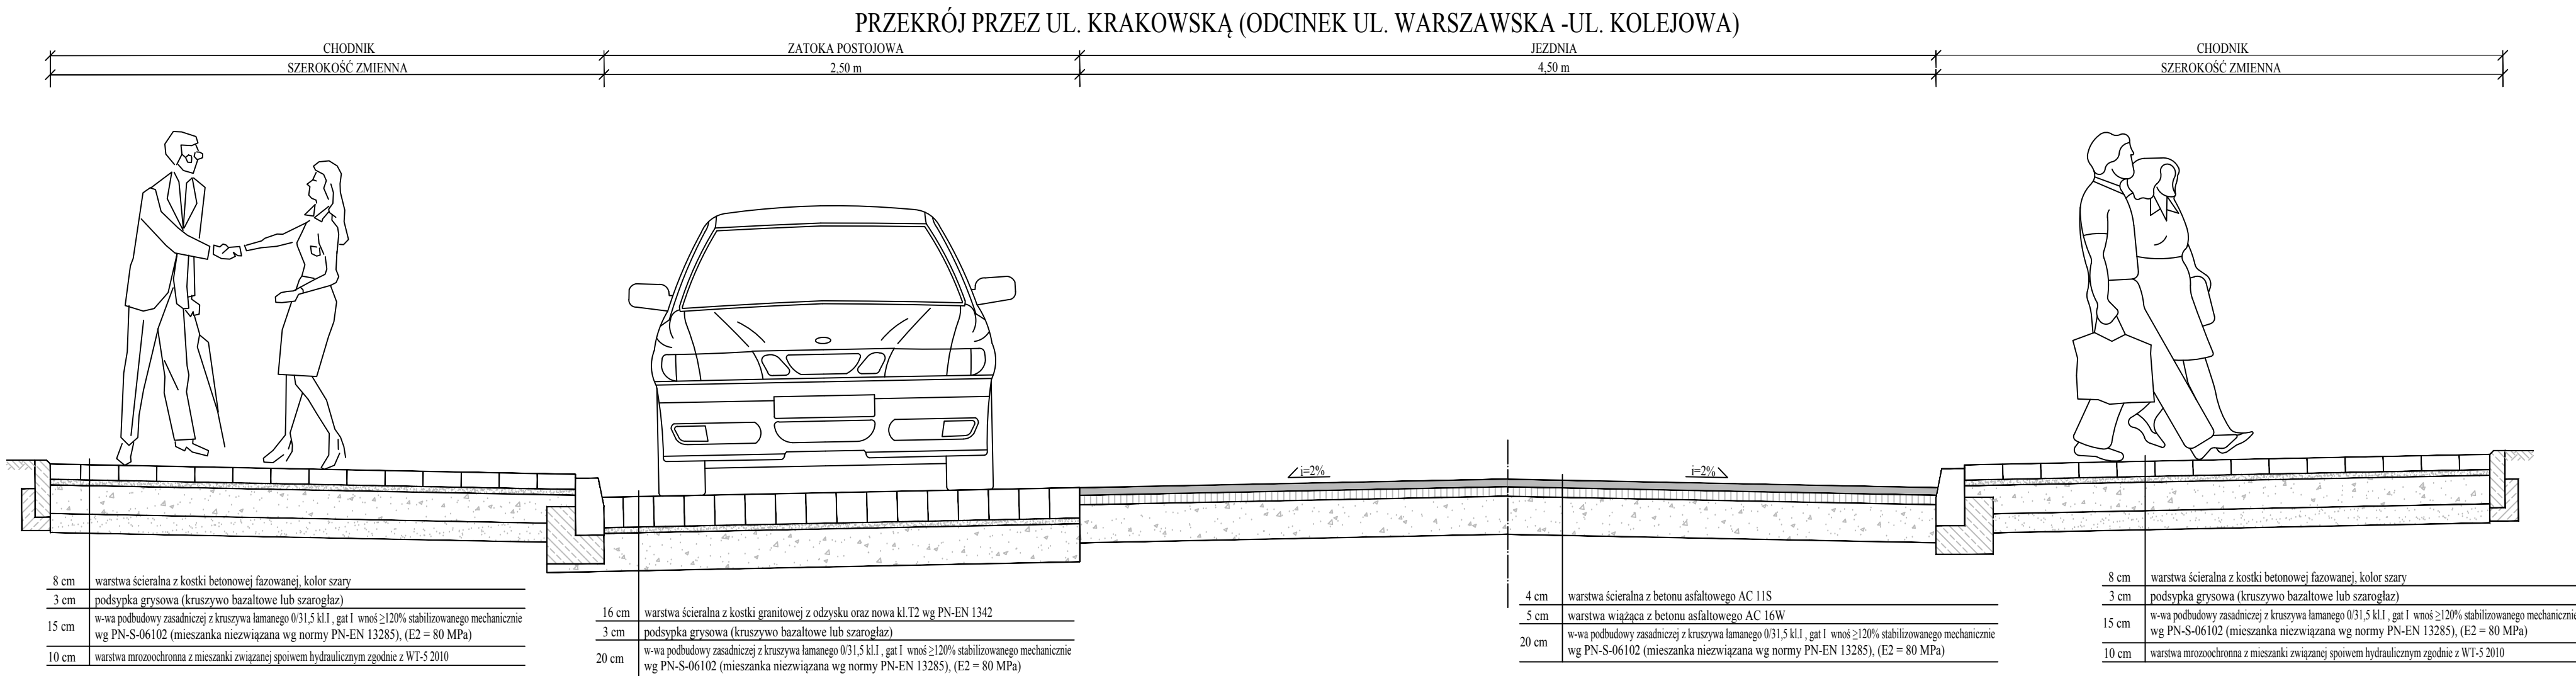 PRZEKRÓJ PRZEZ UL. KRAKOWSKĄ (ODCINEK UL. WARSZAWSKA -UL. KOLEJOWA)
CHODNIK
ZATOKA POSTOJOWA
JEZDNIA
CHODNIK
SZEROKOŚĆ ZMIENNA
2,50 m
4,50 m
SZEROKOŚĆ ZMIENNA
i=2%
i=2%
8 cm warstwa ścieralna z kostki betonowej fazowanej, kolor szary
3 cm podsypka grysowa (kruszywo bazaltowe lub szarogłaz)
15 cm w-wa podbudowy zasadniczej z kruszywa łamanego 0/31,5 kl.I , gat I wnoś ≥120% stabilizowanego mechanicznie
wg PN-S-06102 (mieszanka niezwiązana wg normy PN-EN 13285), (E2 = 80 MPa)
10 cm warstwa mrozoochronna z mieszanki związanej spoiwem hydraulicznym zgodnie z WT-5 2010
16 cm warstwa ścieralna z kostki granitowej z odzysku oraz nowa kl.T2 wg PN-EN 1342
3 cm podsypka grysowa (kruszywo bazaltowe lub szarogłaz)
20 cm w-wa podbudowy zasadniczej z kruszywa łamanego 0/31,5 kl.I , gat I wnoś ≥120% stabilizowanego mechanicznie
wg PN-S-06102 (mieszanka niezwiązana wg normy PN-EN 13285), (E2 = 80 MPa)
4 cm warstwa ścieralna z betonu asfaltowego AC 11S
5 cm warstwa wiążąca z betonu asfaltowego AC 16W
20 cm w-wa podbudowy zasadniczej z kruszywa łamanego 0/31,5 kl.I , gat I wnoś ≥120% stabilizowanego mechanicznie
wg PN-S-06102 (mieszanka niezwiązana wg normy PN-EN 13285), (E2 = 80 MPa)
8 cm warstwa ścieralna z kostki betonowej fazowanej, kolor szary
3 cm podsypka grysowa (kruszywo bazaltowe lub szarogłaz)
15 cm w-wa podbudowy zasadniczej z kruszywa łamanego 0/31,5 kl.I , gat I wnoś ≥120% stabilizowanego mechanicznie
wg PN-S-06102 (mieszanka niezwiązana wg normy PN-EN 13285), (E2 = 80 MPa)
10 cm warstwa mrozoochronna z mieszanki związanej spoiwem hydraulicznym zgodnie z WT-5 2010